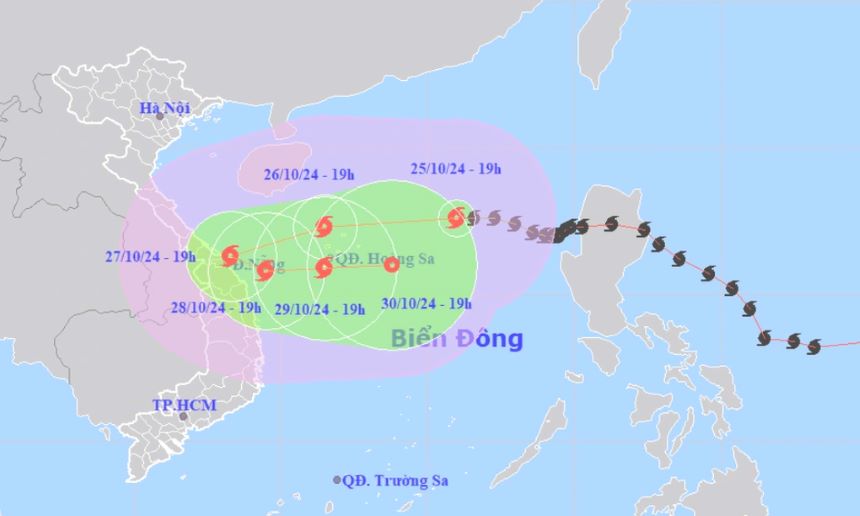 Hà Nội
26/10/24 - 19h
25/10/24 - 19h
27/10/24 - 19h
Đ.Nẵng
QĐ. Hoàng Sa
28/10/24 - 19h
29/10/24 - 19h
30/10/24 - 19h
Biển Đông
TP.HCM
QĐ. Trường Sa